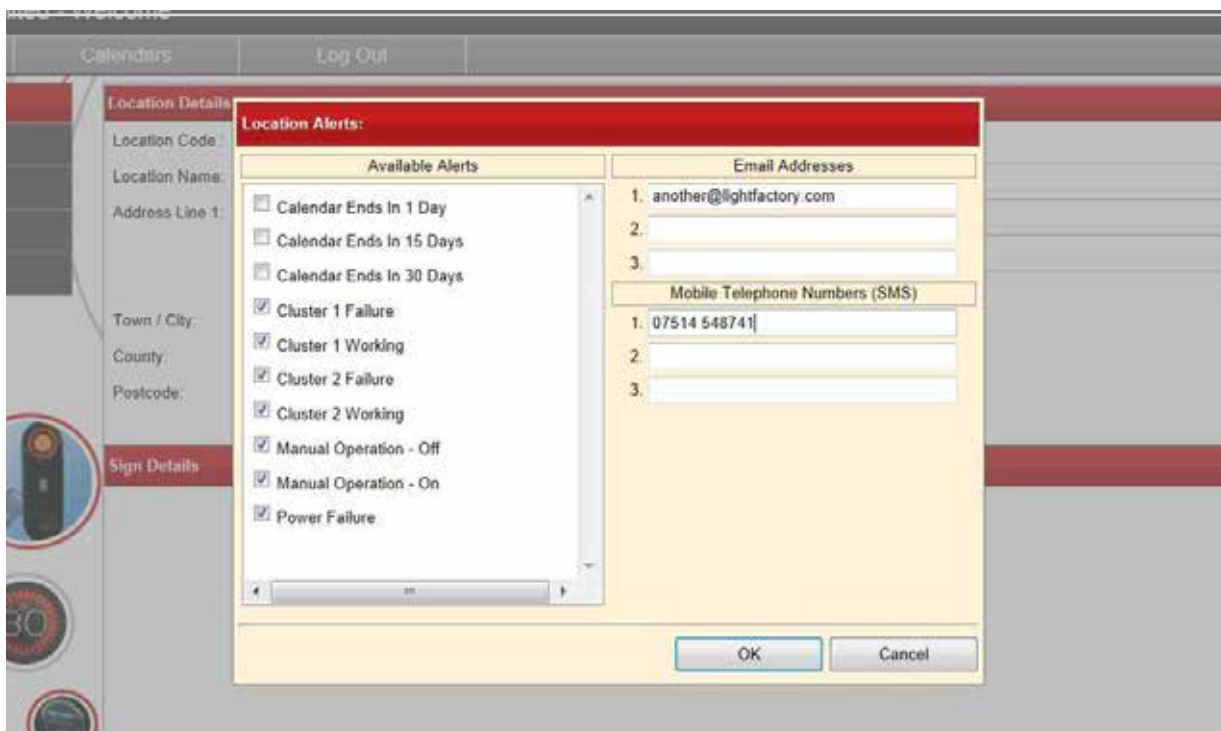 - Welcome
Calendars
Log Out
Location Details
Location Code:
Location Name:
Address Line 1:
Town / City:
County
Postcode:
Sign Details
Location Alerts:
Available Alerts
Calendar Ends In 1 Day
Calendar Ends In 15 Days
Calendar Ends In 30 Days
Cluster 1 Failure
Cluster 1 Working
Cluster 2 Failure
Cluster 2 Working
Manual Operation - Off
Manual Operation - On
Power Failure
Email Addresses
1. another@lightfactory.com
2.
3.
Mobile Telephone Numbers (SMS)
1. 07514 548741
2.
3.
OK
Cancel
30